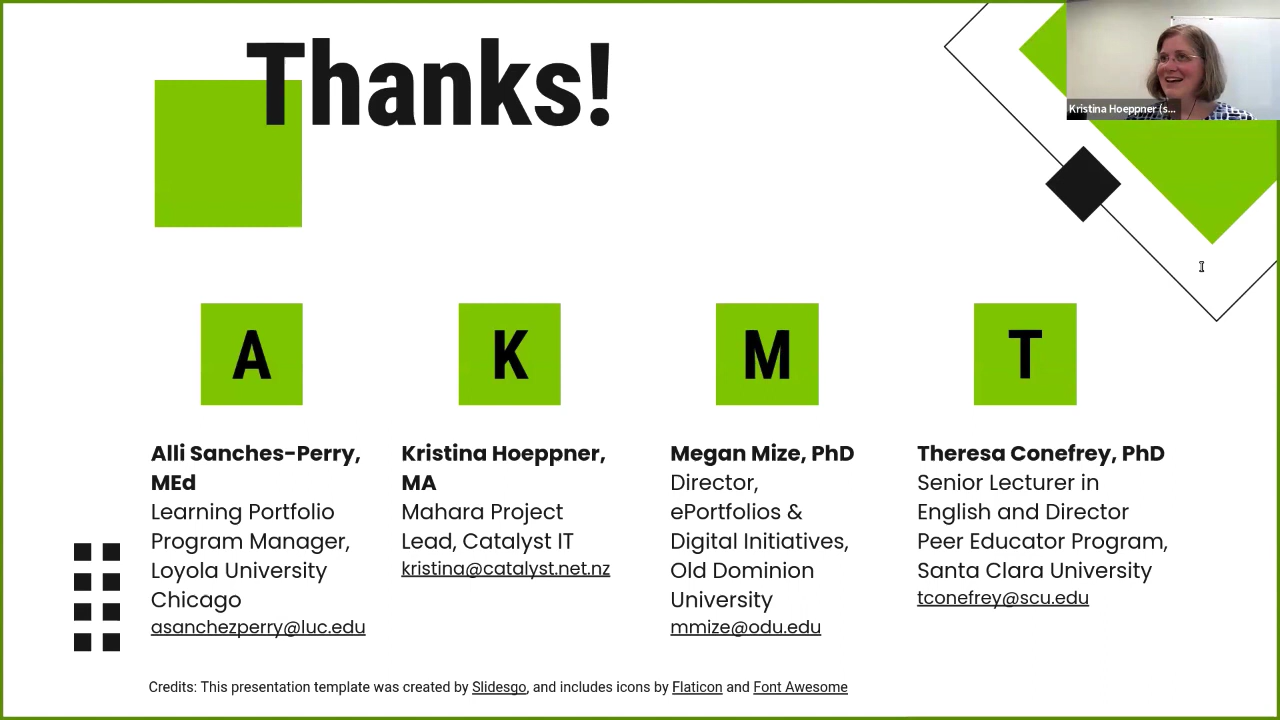 Thanks!
Kristina Hoeppner (s...
A
K
M
T
Alli Sanches-Perry,
MEd
Learning Portfolio
Program Manager,
Loyola University
Chicago
asanchezperry@luc.edu
Kristina Hoeppner,
MA
Mahara Project
Lead, Catalyst IT
kristina@catalyst.net.nz
Megan Mize, PhD
Director,
ePortfolios &
Digital Initiatives,
Old Dominion
University
mmize@odu.edu
Theresa Conefrey, PhD
Senior Lecturer in
English and Director
Peer Educator Program,
Santa Clara University
tconefrey@scu.edu
Credits: This presentation template was created by Slidesgo, and includes icons by Flaticon and Font Awesome